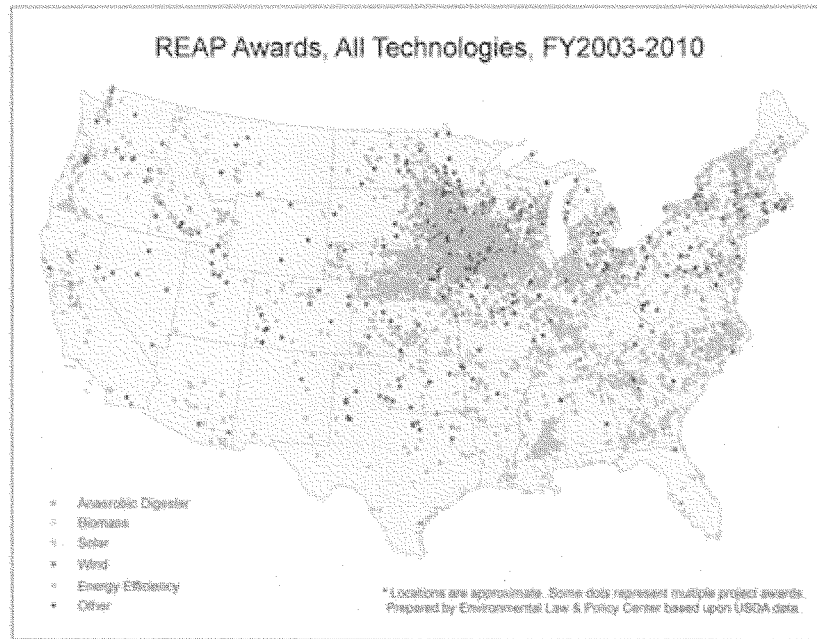 REAP Awards, All Technologies, FY2003-2010
Anaerobic Digester
Biomass
Solar
Wind
Energy Efficiency
Other
* Locations are approximate. Some dots represent multiple project awards.
Prepared by Environmental Law & Policy Center based upon USDA data.